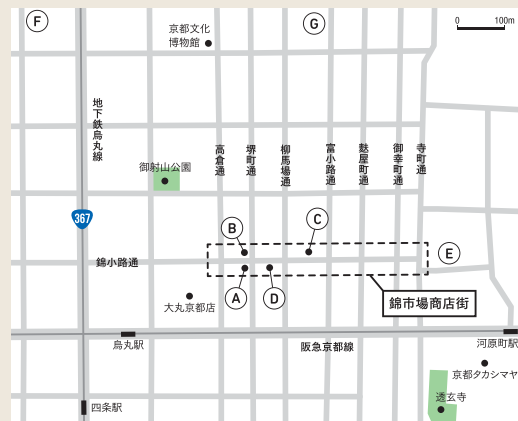 F
G
0 100m
京都文化
博物館
地下鉄烏丸線
高倉通
堺町通
柳馬場通
富小路通
麩屋町通
御幸町通
寺町通
御射山公園
367
B
C
E
錦小路通
A
D
大丸京都店
錦市場商店街
烏丸駅
阪急京都線
河原町駅
京都タカシマヤ
四条駅
透玄寺